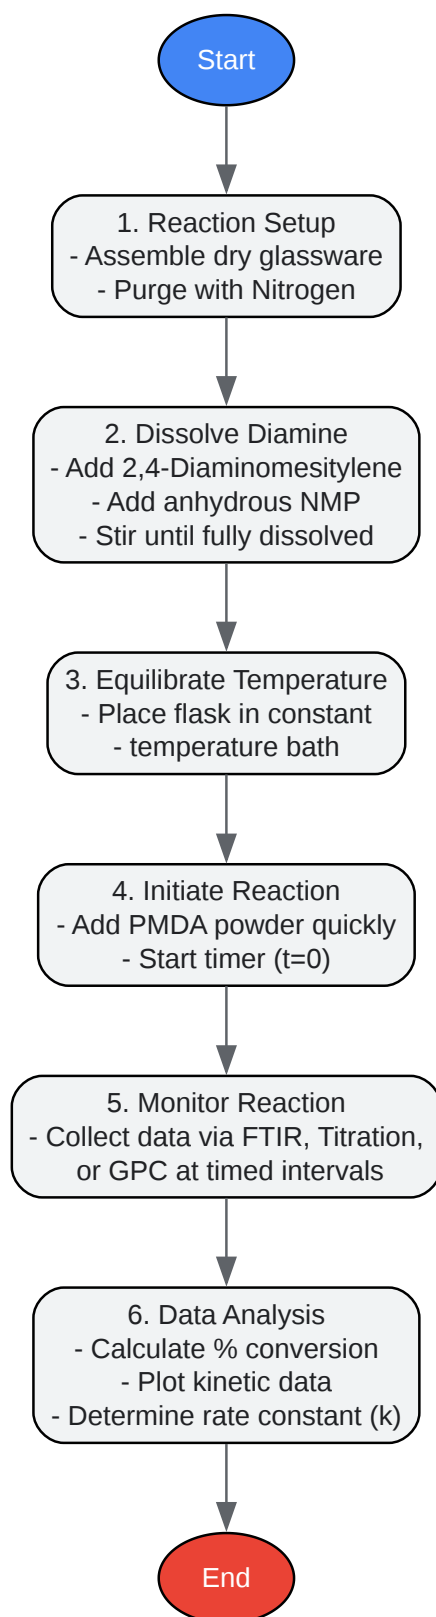 Start
1. Reaction Setup
- Assemble dry glassware
- Purge with Nitrogen
2. Dissolve Diamine
- Add 2,4-Diaminomesitylene
- Add anhydrous NMP
- Stir until fully dissolved
3. Equilibrate Temperature
- Place flask in constant
- temperature bath
4. Initiate Reaction
- Add PMDA powder quickly
- Start timer (t=0)
5. Monitor Reaction
- Collect data via FTIR, Titration,
or GPC at timed intervals
6. Data Analysis
- Calculate % conversion
- Plot kinetic data
- Determine rate constant (k)
End